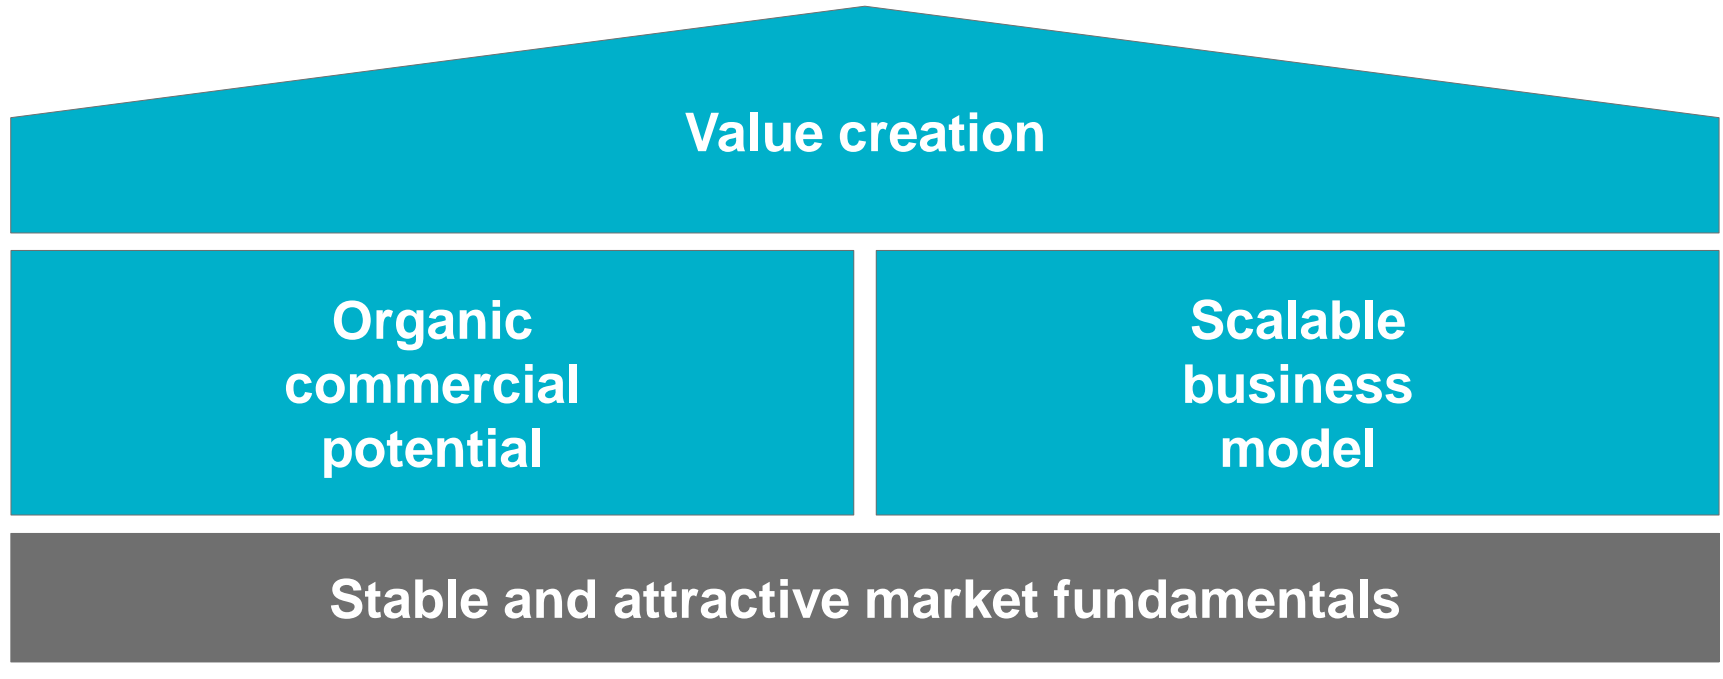 Value creation
Organic
commercial
potential
Scalable
business
model
Stable and attractive market fundamentals